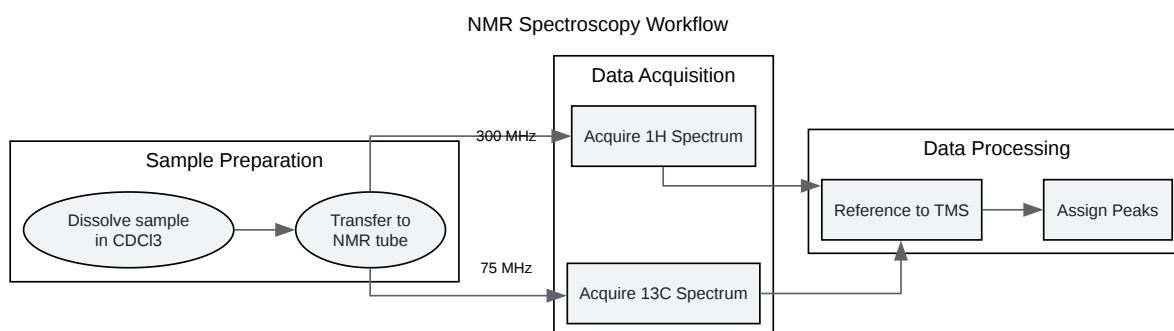 NMR Spectroscopy Workflow
Sample Preparation
Dissolve sample
in CDCl3
Transfer to
NMR tube
300 MHz
75 MHz
Data Acquisition
Acquire 1H Spectrum
Acquire 13C Spectrum
Data Processing
Reference to TMS
Assign Peaks